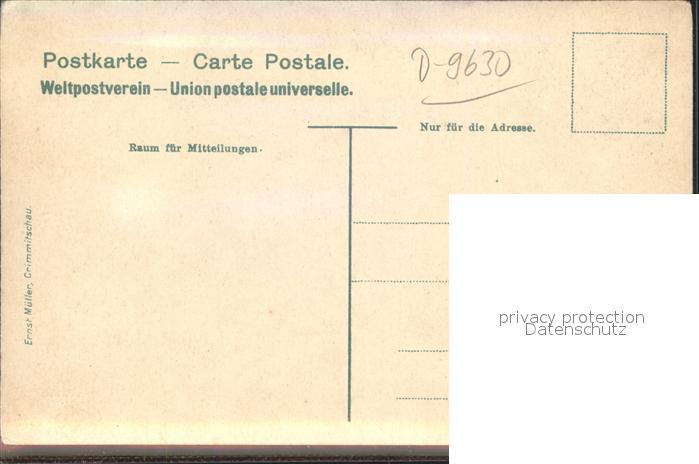 Postkarte — Carte Postale.
Weltpostverein — Union postale universelle.
D-9630
Nur für die Adresse.
Raum für Mitteilungen.
Ernst Müller, Crimmitschau.
privacy protection
Datenschutz